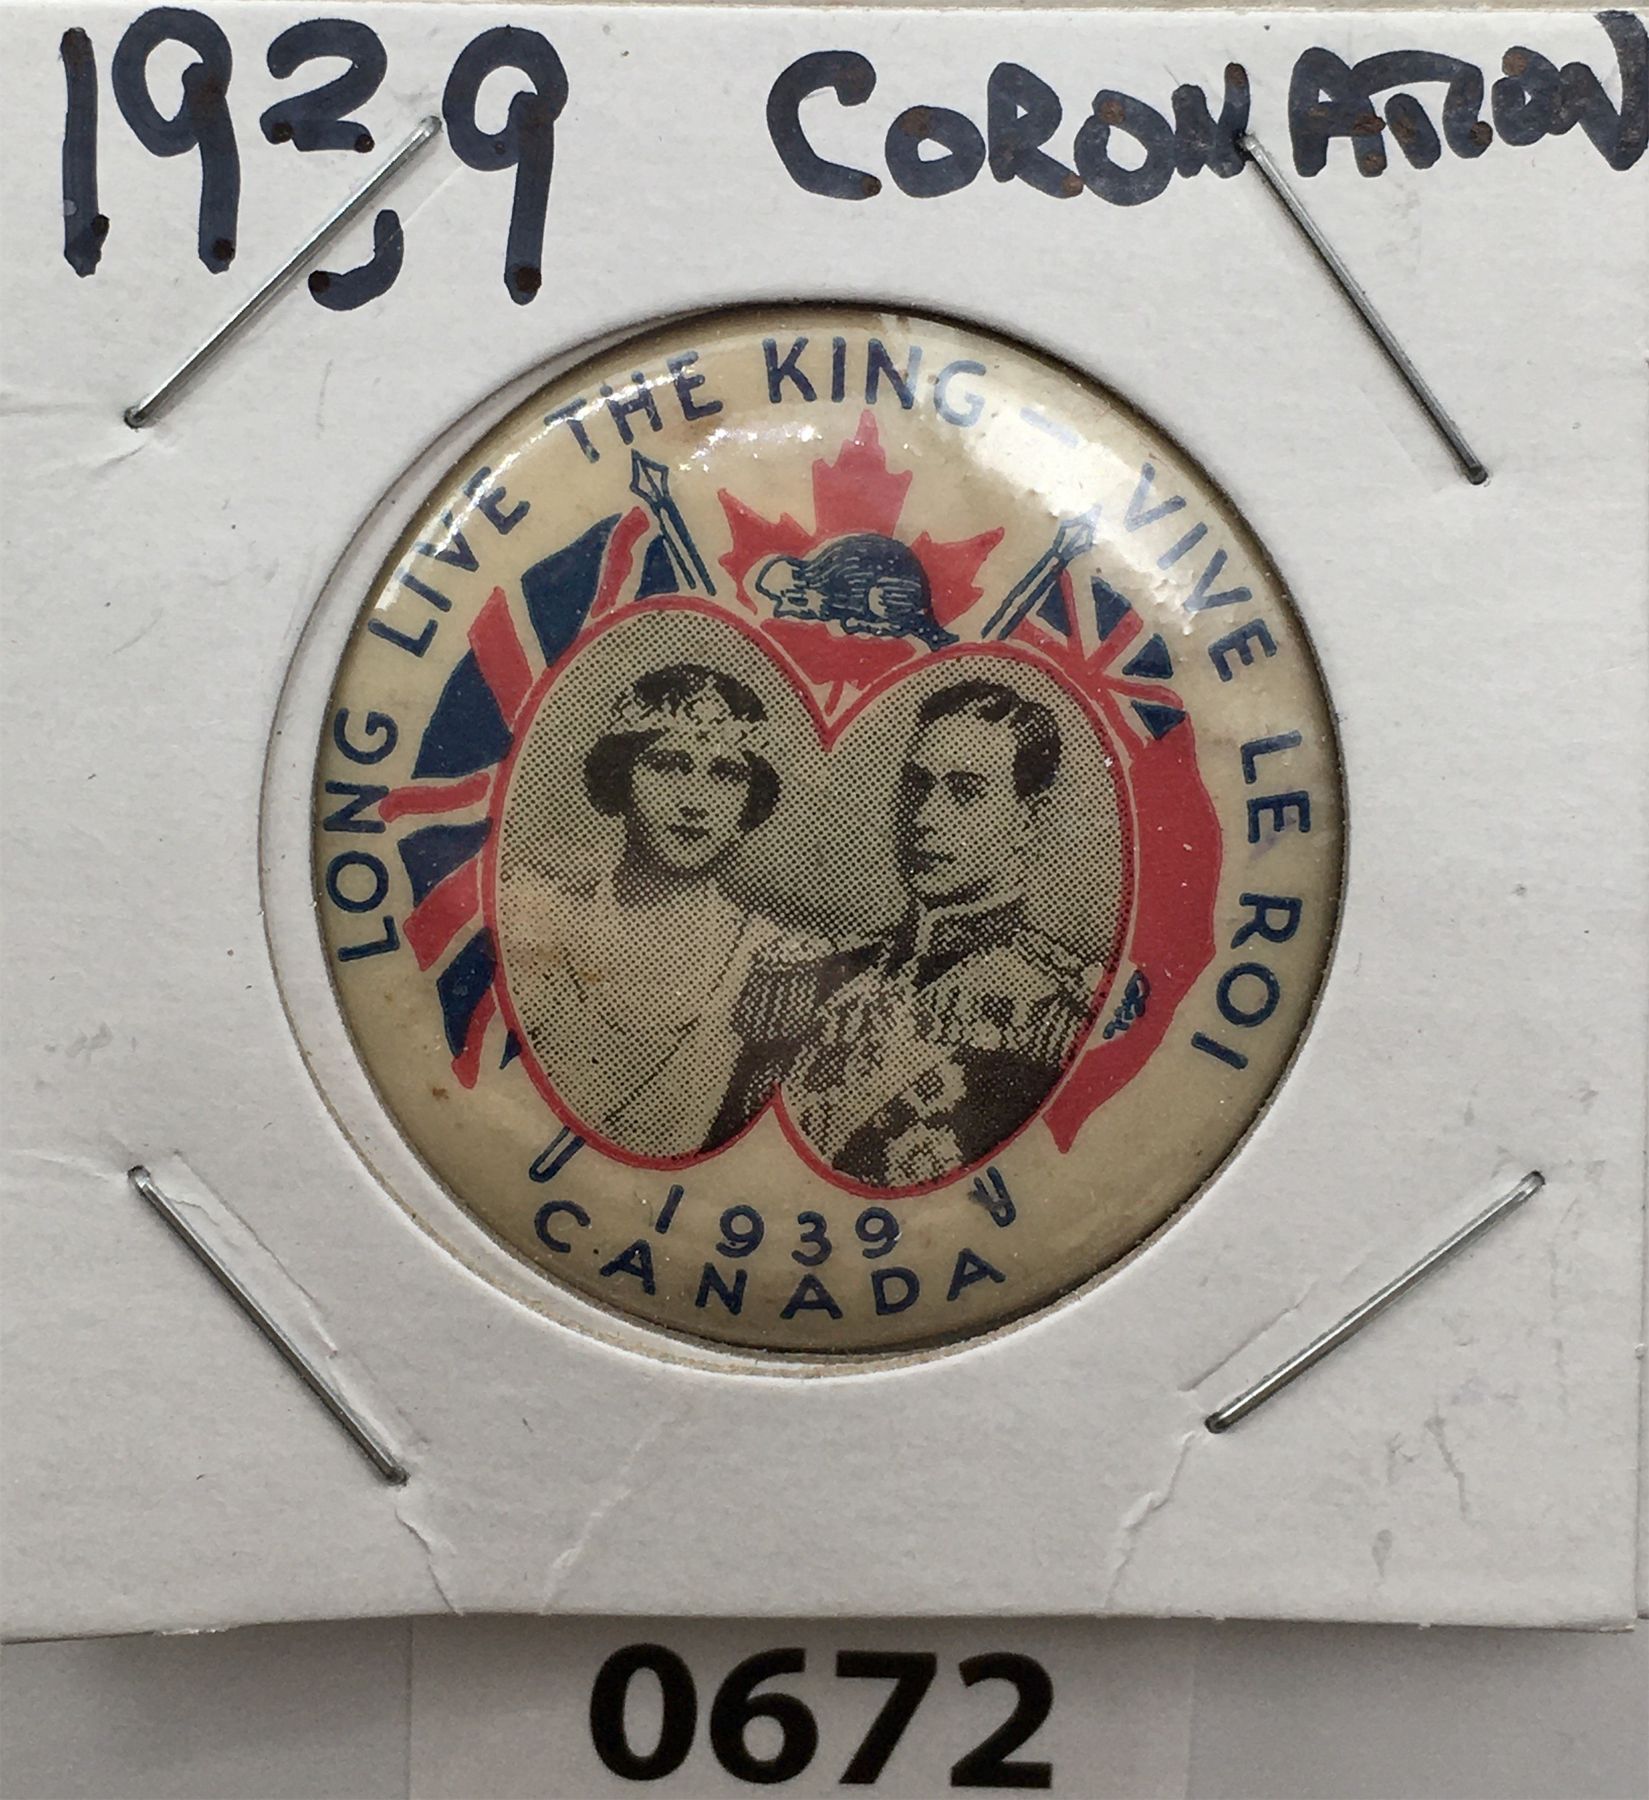 1939 CORONATION
LONG LIVE THE KING — VIVE LE ROI
1939
CANADA
0672